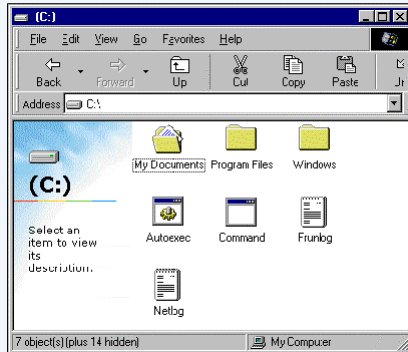 (C:)
File Edit View Go Favorites Help
Back Forward Up Cut Copy Paste
Address C:\
(C:)
Select an
item to view
its
description.
My Documents Program Files Windows
Autoexec Command Frunlog
Netlog
7 object(s) (plus 14 hidden) My Computer